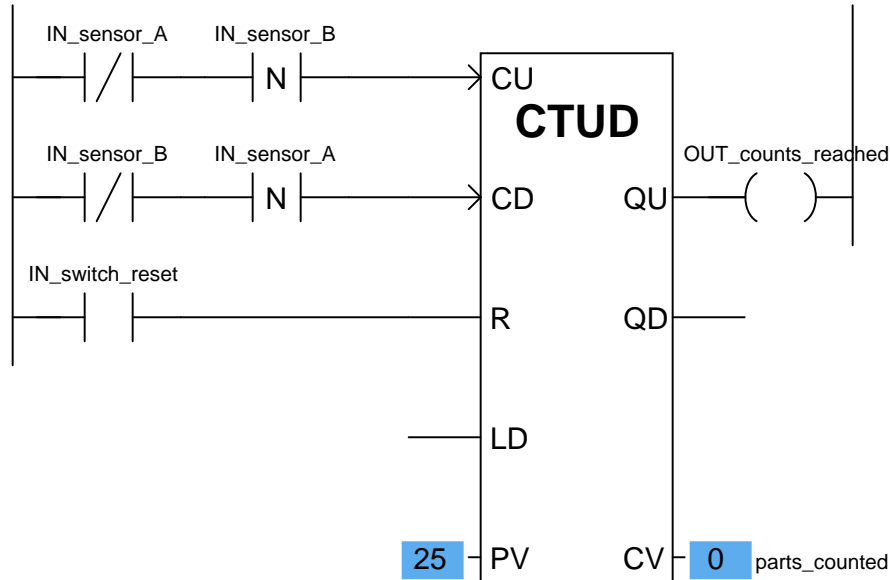 IN_sensor_A IN_sensor_B
N CU
CTUD
IN_sensor_B IN_sensor_A OUT_counts_reached
N CD QU
IN_switch_reset
R QD
LD
25 PV CV 0 parts_counted